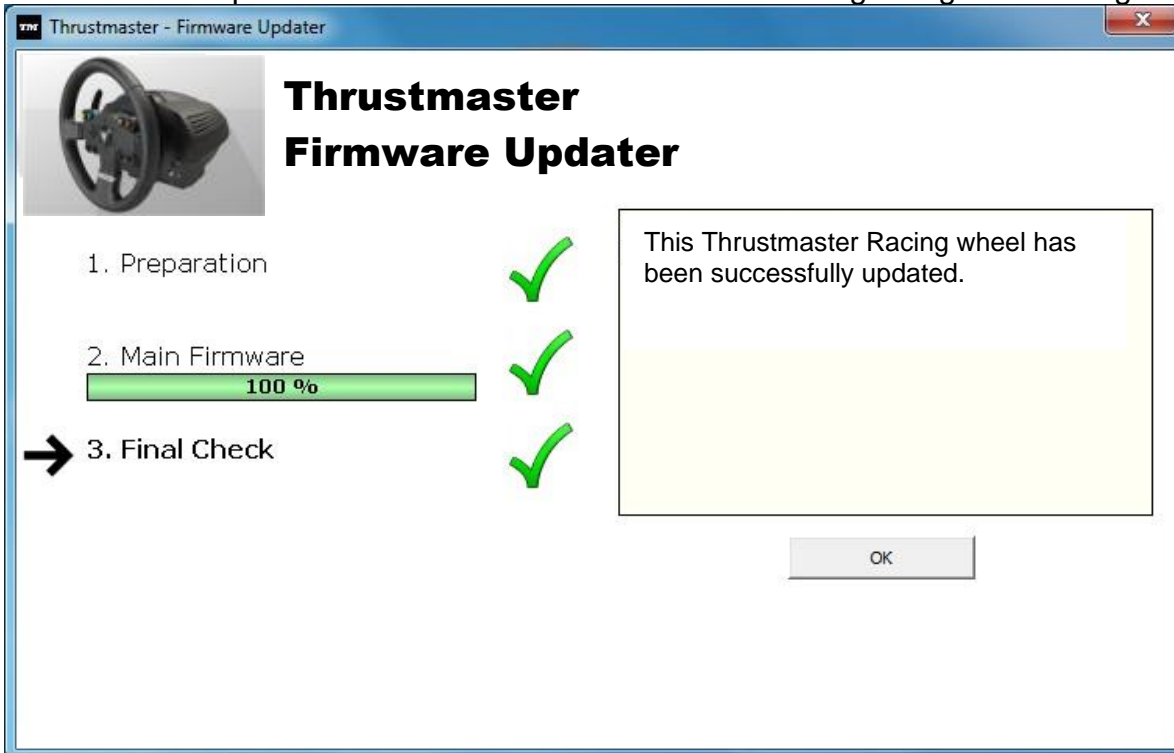 TM Thrustmaster - Firmware Updater
x
Thrustmaster
Firmware Updater
1. Preparation
2. Main Firmware
100 %
3. Final Check
This Thrustmaster Racing wheel has
been successfully updated.
OK